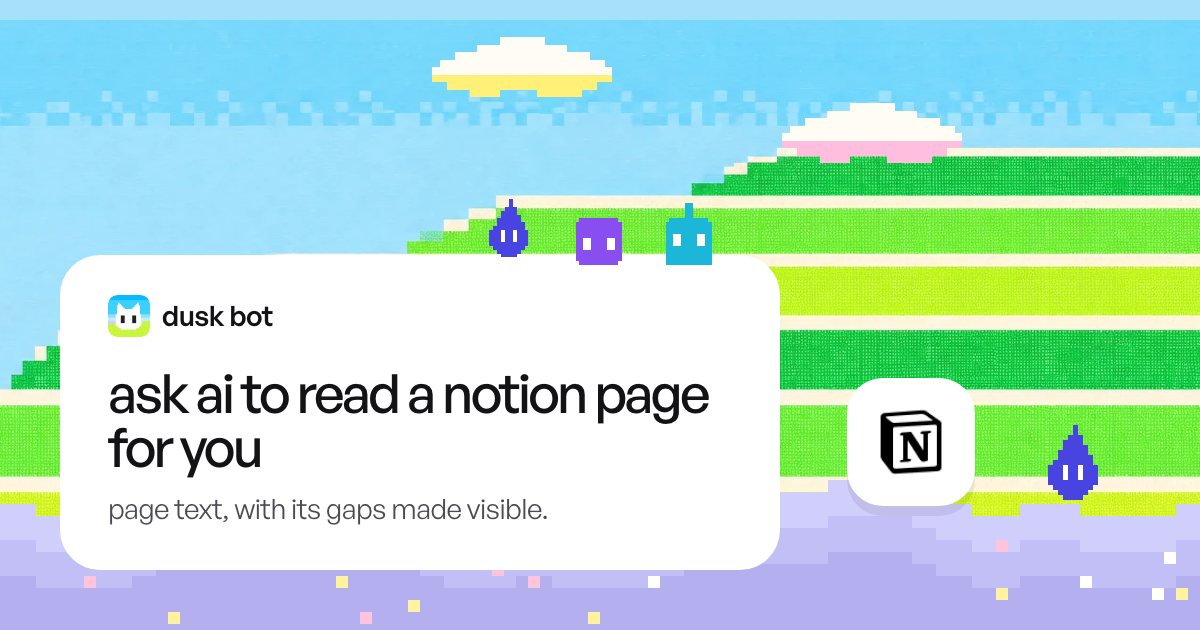 dusk bot
ask ai to read a notion page
for you
page text, with its gaps made visible.
N